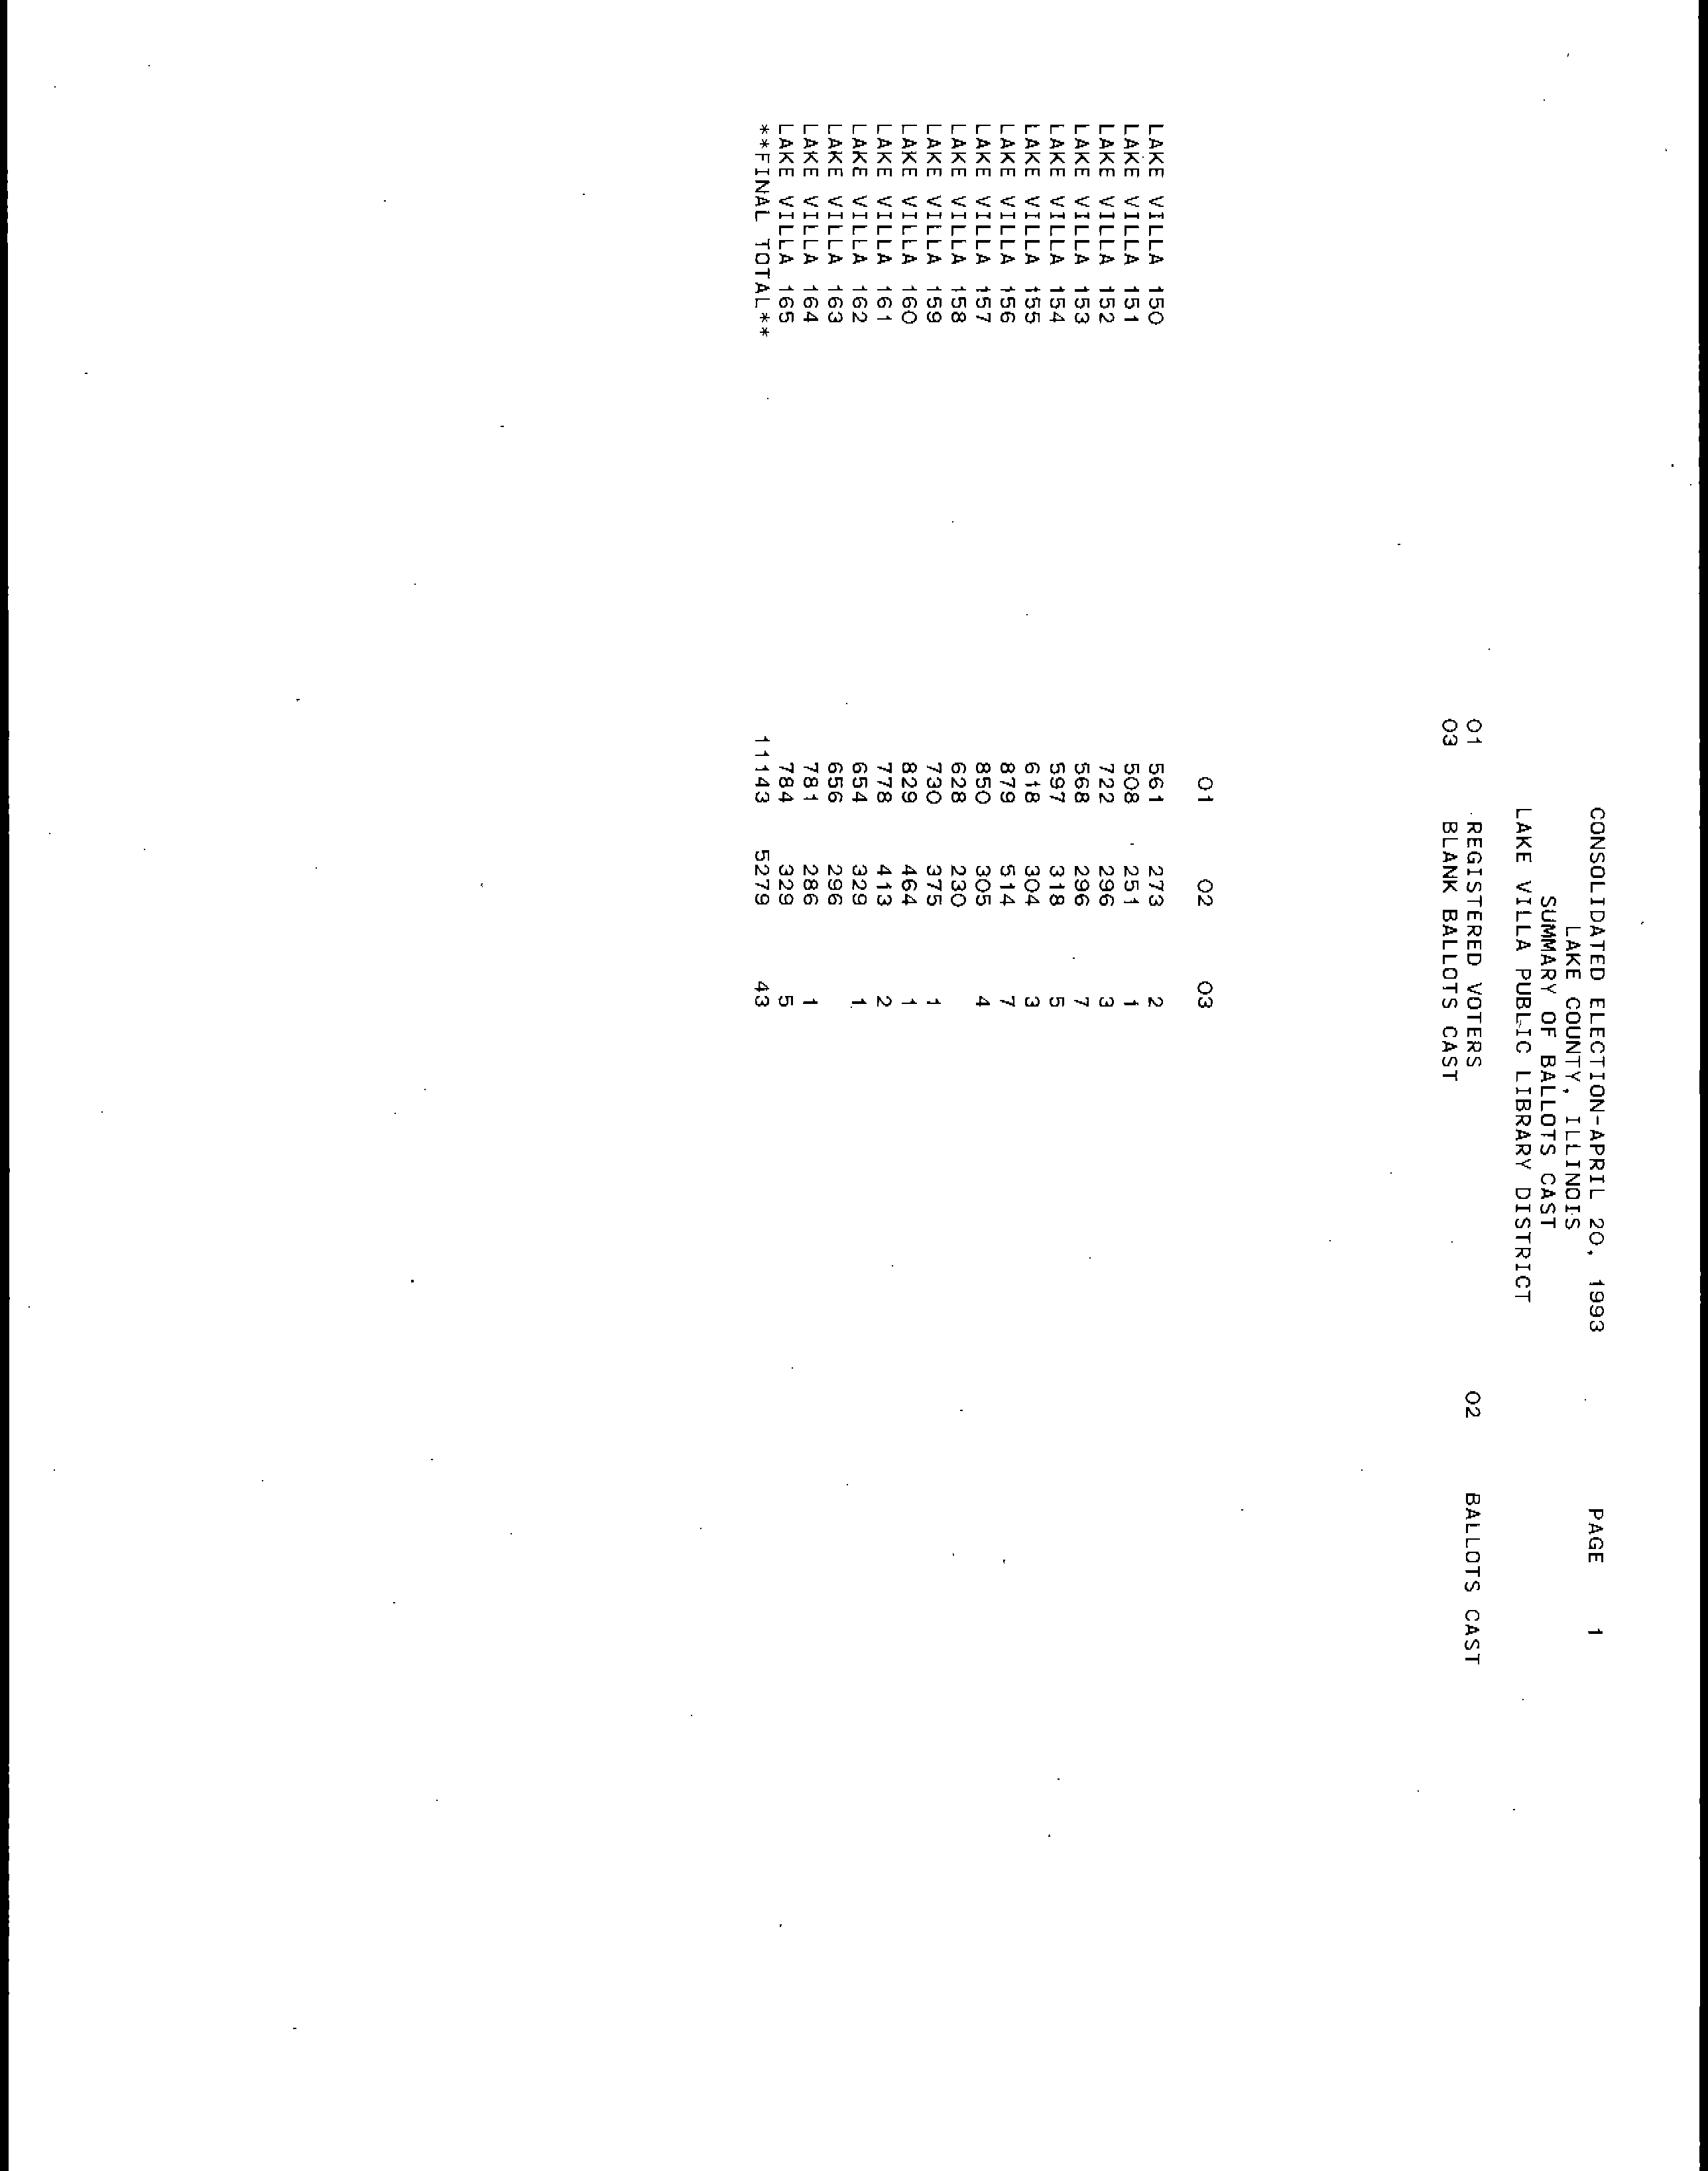 CONSOLIDATED ELECTION-APRIL 20, 1993 PAGE 1
LAKE COUNTY, ILLINOIS
SUMMARY OF BALLOTS CAST
LAKE VILLA PUBLIC LIBRARY DISTRICT
01 REGISTERED VOTERS 02 BALLOTS CAST
03 BLANK BALLOTS CAST
01 02 03
LAKE VILLA 150 561 273 2
LAKE VILLA 151 508 251 1
LAKE VILLA 152 722 296 3
LAKE VILLA 153 568 296 7
LAKE VILLA 154 597 318 5
LAKE VILLA 155 618 304 3
LAKE VILLA 156 879 514 7
LAKE VILLA 157 850 305 4
LAKE VILLA 158 628 230
LAKE VILLA 159 730 375 1
LAKE VILLA 160 829 464 1
LAKE VILLA 161 778 413 2
LAKE VILLA 162 654 329 1
LAKE VILLA 163 656 296
LAKE VILLA 164 781 286 1
LAKE VILLA 165 784 329 5
**FINAL TOTAL** 11143 5279 43